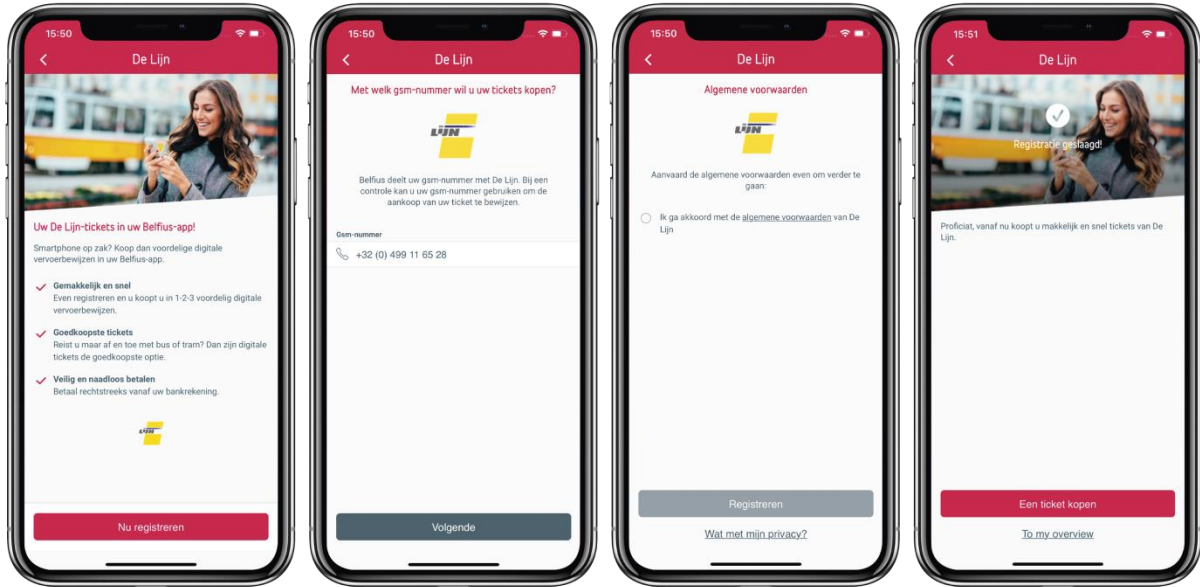 15:50
De Lijn
Uw De Lijn-tickets in uw Belfius-app!
Smartphone op zak? Koop dan voordelige digitale
vervoerbewijzen in uw Belfius-app.
Gemakkelijk en snel
Even registreren en u koopt u in 1-2-3 voordelig digitale
vervoerbewijzen.
Goedkoopste tickets
Reist u maar af en toe met bus of tram? Dan zijn digitale
tickets de goedkoopste optie.
Veilig en naadloos betalen
Betaal rechtstreeks vanaf uw bankrekening.
LIJN
Nu registreren
15:50
De Lijn
Met welk gsm-nummer wil u uw tickets kopen?
LIJN
Belfius deelt uw gsm-nummer met De Lijn. Bij een
controle kan u uw gsm-nummer gebruiken om de
aankoop van uw ticket te bewijzen.
Gsm-nummer
+32 (0) 499 11 65 28
Volgende
15:50
De Lijn
Algemene voorwaarden
LIJN
Aanvaard de algemene voorwaarden even om verder te
gaan:
Ik ga akkoord met de algemene voorwaarden van De
Lijn
Registreren
Wat met mijn privacy?
15:51
De Lijn
Registratie geslaagd!
Proficiat, vanaf nu koopt u makkelijk en snel tickets van De
Lijn.
Een ticket kopen
To my overview